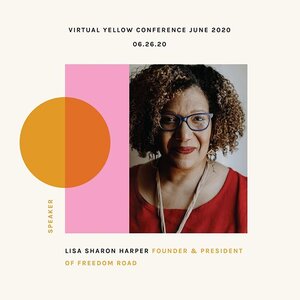 VIRTUAL YELLOW CONFERENCE JUNE 2020
06.26.20
SPEAKER
LISA SHARON HARPER FOUNDER & PRESIDENT
OF FREEDOM ROAD